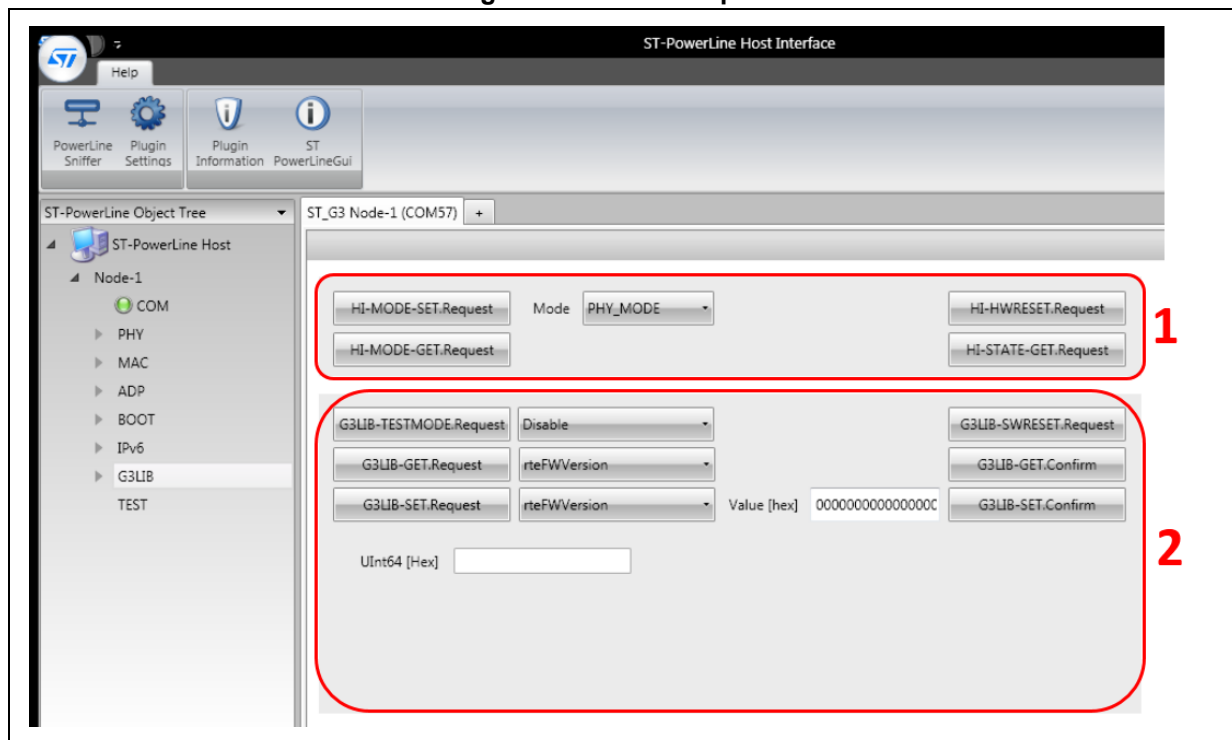 ST-PowerLine Host Interface
ST
Help
PowerLine Sniffer
Plugin Settings
Plugin Information
ST PowerLineGui
ST-PowerLine Object Tree
ST_G3 Node-1 (COM57) +
ST-PowerLine Host
Node-1
COM
PHY
MAC
ADP
BOOT
IPv6
G3LIB
TEST
HI-MODE-SET.Request Mode PHY_MODE HI-HWRESET.Request
HI-MODE-GET.Request HI-STATE-GET.Request
1
G3LIB-TESTMODE.Request Disable G3LIB-SWRESET.Request
G3LIB-GET.Request rteFWVersion G3LIB-GET.Confirm
G3LIB-SET.Request rteFWVersion Value [hex] G3LIB-SET.Confirm
UInt64 [Hex]
2